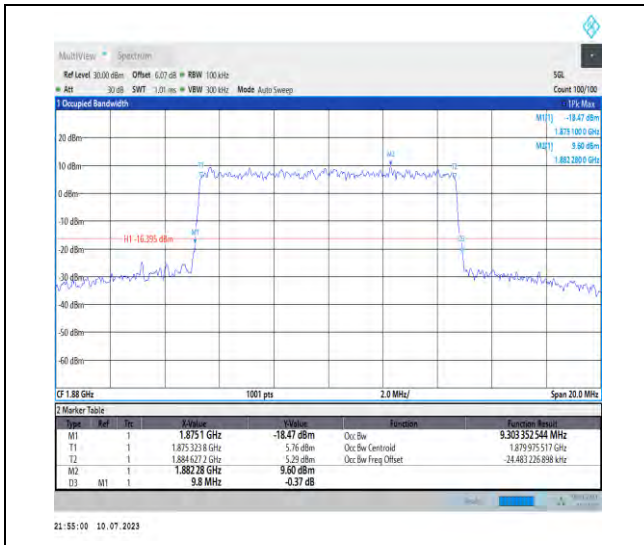 MultiView Spectrum
Ref Level 30.00 dBm Offset 6.07 dB RBW 100 kHz SGL
Att 30 dB SWT 1.01 ms VBW 300 kHz Mode Auto Sweep Count 100/100
1 Occupied Bandwidth 1Pk Max
M1[1] -18.47 dBm
1.875 100 0 GHz
M2[1] 9.60 dBm
1.882 280 0 GHz
20 dBm
10 dBm
0 dBm
-10 dBm
-20 dBm
-30 dBm
-40 dBm
-50 dBm
-60 dBm
T1
M2
T2
M1
H1 -16.395 dBm
D3
CF 1.88 GHz 1001 pts 2.0 MHz/ Span 20.0 MHz
2 Marker Table
Type Ref Trc X-Value Y-Value Function Function Result
M1 1 1.8751 GHz -18.47 dBm Occ Bw 9.303 352 544 MHz
T1 1 1.875 323 8 GHz 5.76 dBm Occ Bw Centroid 1.879 975 517 GHz
T2 1 1.884 627 2 GHz 5.29 dBm Occ Bw Freq Offset -24.483 226 898 kHz
M2 1 1.882 28 GHz 9.60 dBm
D3 M1 1 9.8 MHz -0.37 dB
21:55:00 10.07.2023